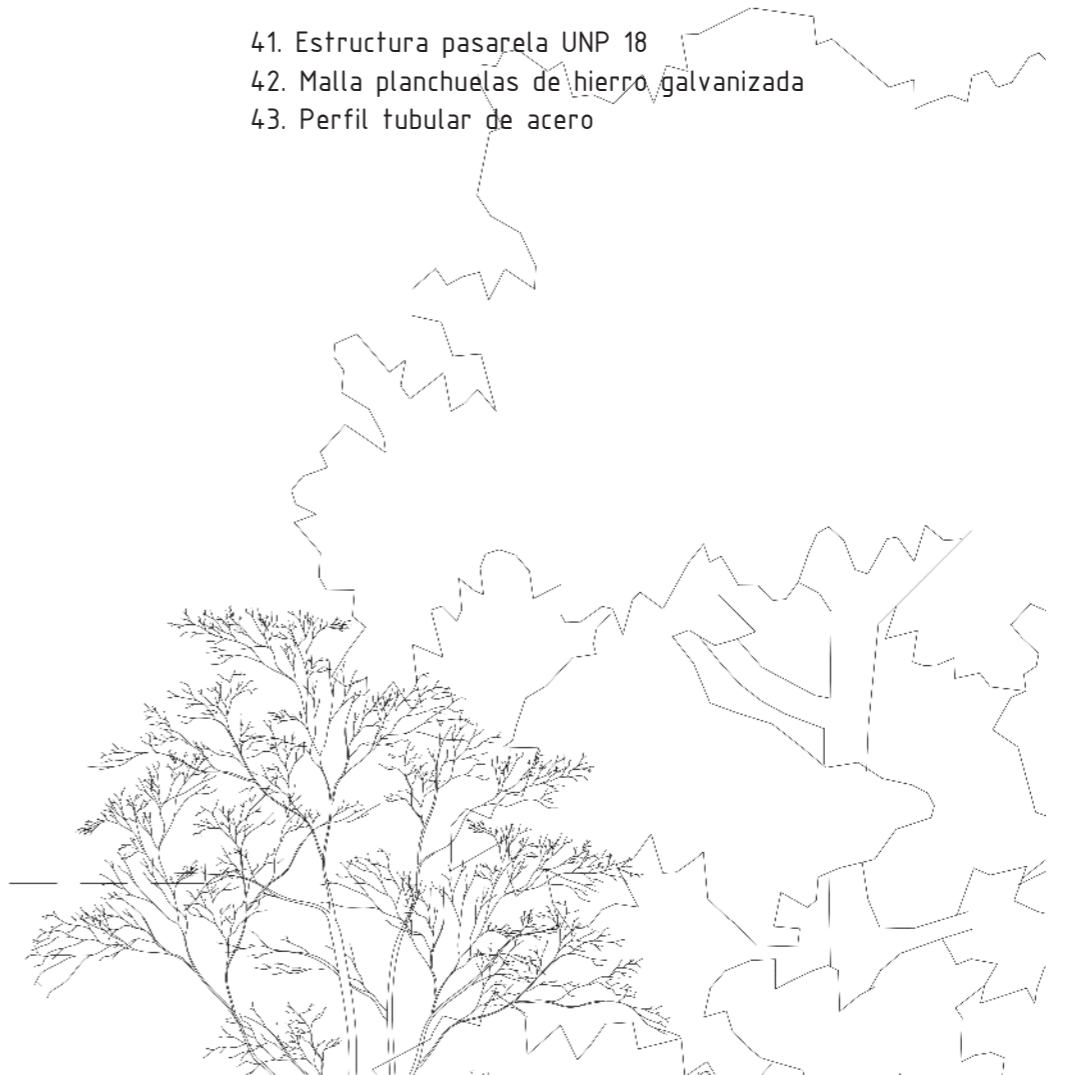 41. Estructura pasarela UNP 18
42. Malla planchuelas de hierro galvanizada
43. Perfil tubular de acero